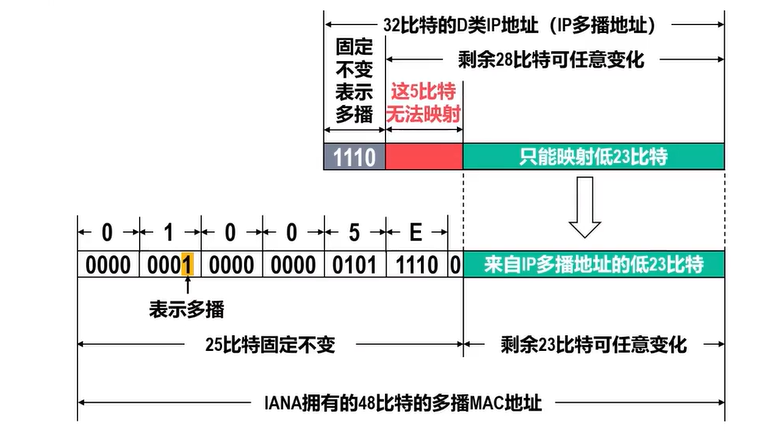 32比特的D类IP地址（IP多播地址）
固定
不变
表示
多播
剩余28比特可任意变化
这5比特
无法映射
1110
只能映射低23比特
0 1 0 0 5 E
0000 0001 0000 0000 0101 1110 0 来自IP多播地址的低23比特
表示多播
25比特固定不变
剩余23比特可任意变化
IANA拥有的48比特的多播MAC地址